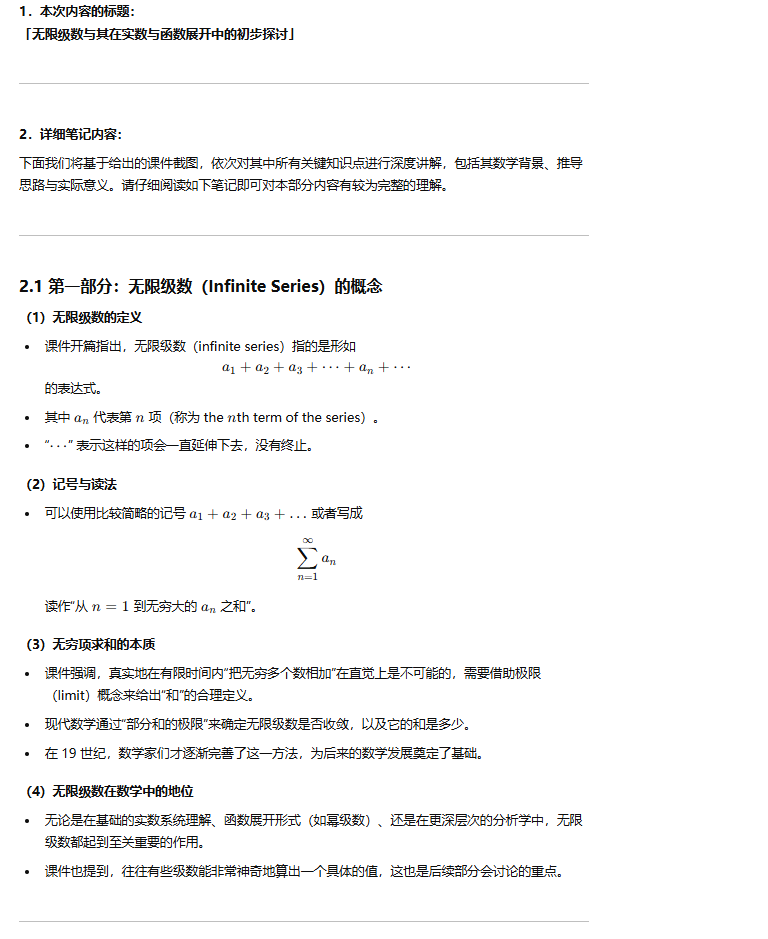 1．本次内容的标题：
「无限级数与其在实数与函数展开中的初步探讨」
2．详细笔记内容：
下面我们将基于给出的课件截图，依次对其中所有关键知识点进行深度讲解，包括其数学背景、推导
思路与实际意义。请仔细阅读如下笔记即可对本部分内容有较为完整的理解。
2.1 第一部分：无限级数（Infinite Series）的概念
（1）无限级数的定义
• 课件开篇指出，无限级数（infinite series）指的是形如
a₁ + a₂ + a₃ + ··· + aₙ + ···
的表达式。
• 其中 aₙ 代表第 n 项（称为 the nth term of the series）。
• “···” 表示这样的项会一直延伸下去，没有终止。
（2）记号与读法
• 可以使用比较简略的记号 a₁ + a₂ + a₃ + ... 或者写成
∞
∑ aₙ
n=1
读作“从 n = 1 到无穷大的 aₙ 之和”。
（3）无穷项求和的本质
• 课件强调，真实地在有限时间内“把无穷多个数相加”在直觉上是不可能的，需要借助极限
（limit）概念来给出“和”的合理定义。
• 现代数学通过“部分和的极限”来确定无限级数是否收敛，以及它的和是多少。
• 在 19 世纪，数学家们才逐渐完善了这一方法，为后来的数学发展奠定了基础。
（4）无限级数在数学中的地位
• 无论是在基础的实数系统理解、函数展开形式（如幂级数）、还是在更深层次的分析学中，无限
级数都起到至关重要的作用。
• 课件也提到，往往有些级数能非常神奇地算出一个具体的值，这也是后续部分会讨论的重点。